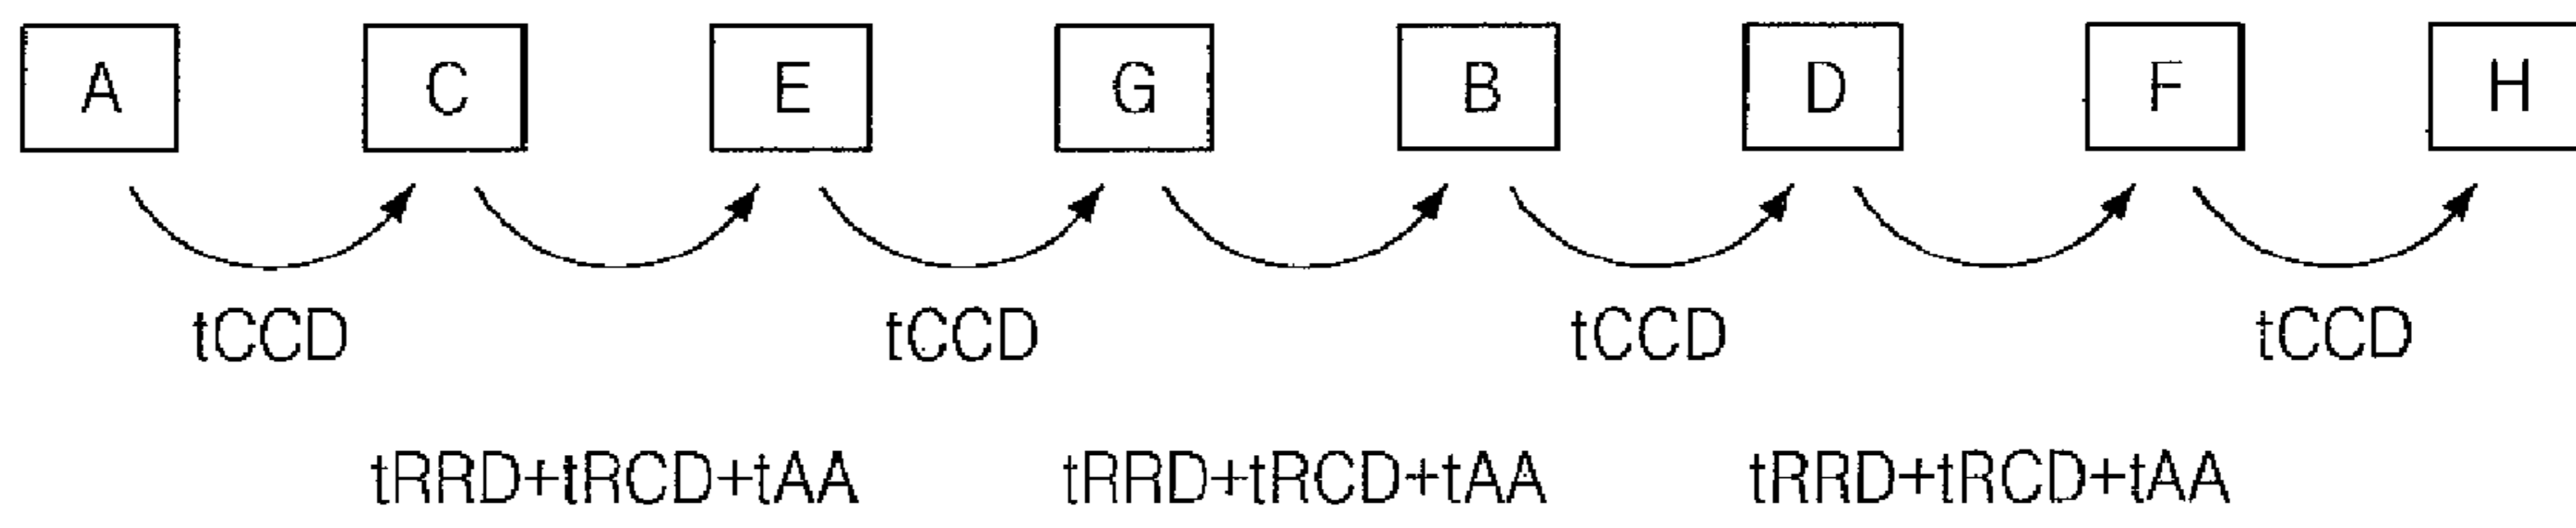 A C E G B D F H
tCCD tCCD tCCD tCCD
tRRD+tRCD+tAA tRRD+tRCD+tAA tRRD+tRCD+tAA